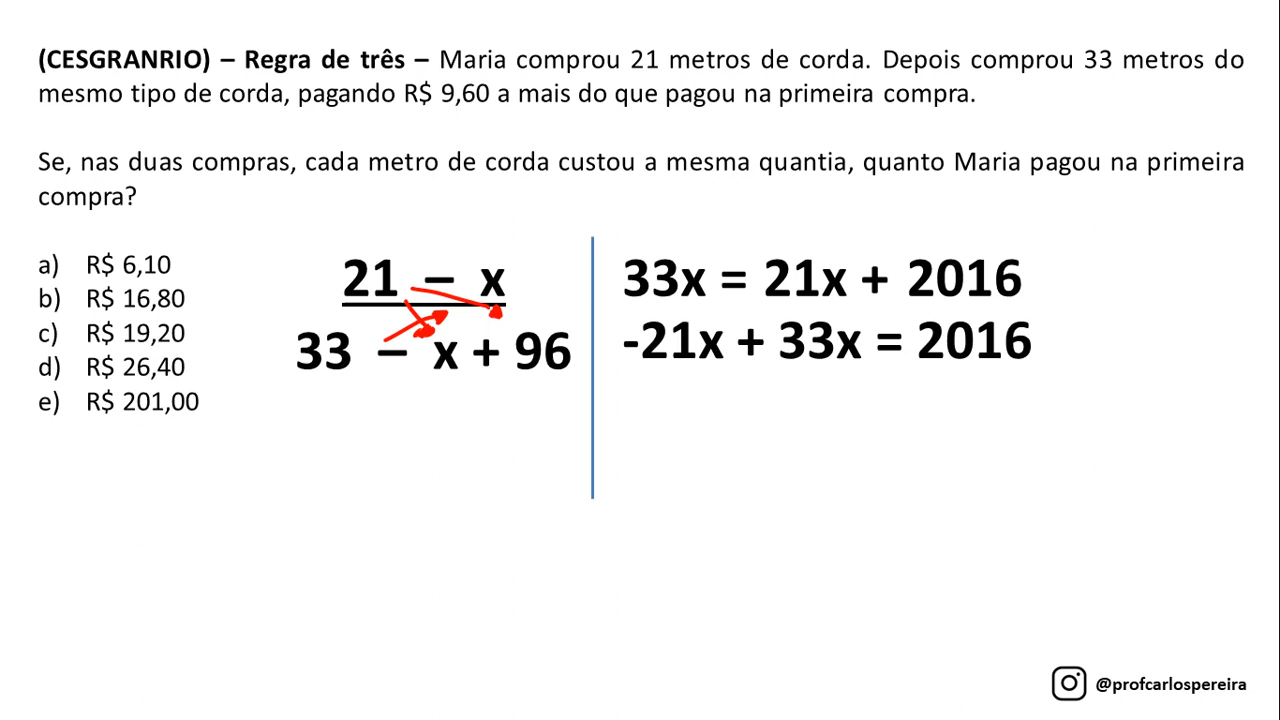 (CESGRANRIO) – Regra de três – Maria comprou 21 metros de corda. Depois comprou 33 metros do
mesmo tipo de corda, pagando R$ 9,60 a mais do que pagou na primeira compra.
Se, nas duas compras, cada metro de corda custou a mesma quantia, quanto Maria pagou na primeira
compra?
a) R$ 6,10
b) R$ 16,80
c) R$ 19,20
d) R$ 26,40
e) R$ 201,00
21 – x
33 – x + 96
33x = 21x + 2016
-21x + 33x = 2016
@profcarlospereira